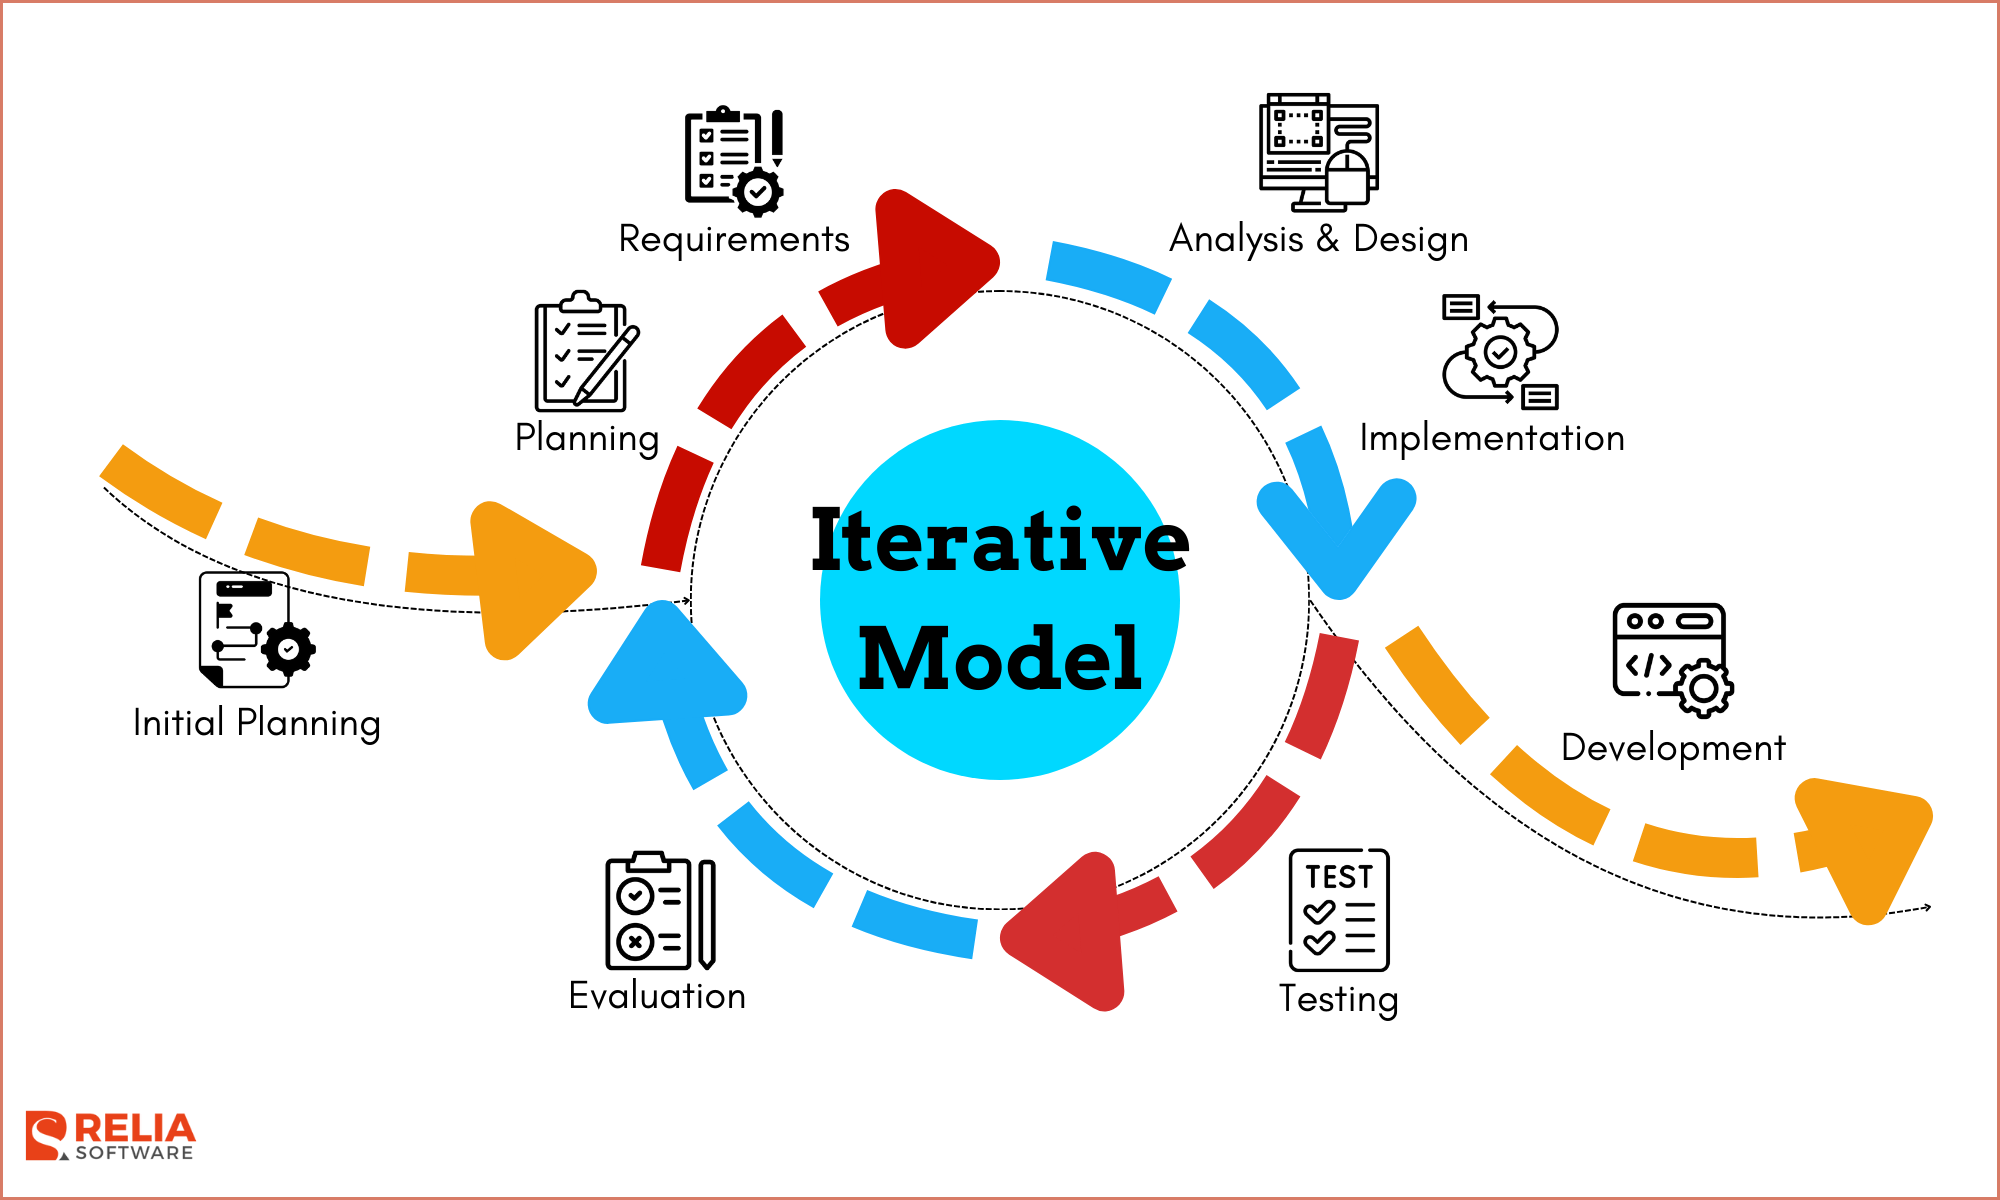 Requirements
Analysis & Design
Planning
Implementation
Iterative
Model
Initial Planning
Development
TEST
Evaluation
Testing
RELIA
SOFTWARE